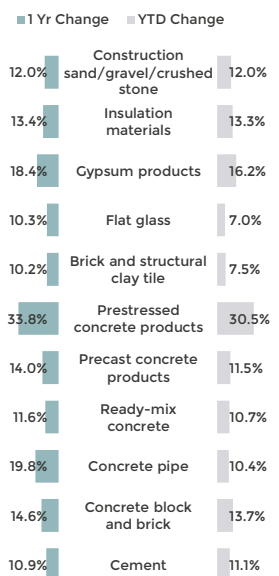 1 Yr Change YTD Change
Construction
12.0% sand/gravel/crushed 12.0%
stone
13.4% Insulation 13.3%
materials
18.4% Gypsum products 16.2%
10.3% Flat glass 7.0%
10.2% Brick and structural 7.5%
clay tile
33.8% Prestressed 30.5%
concrete products
14.0% Precast concrete 11.5%
products
11.6% Ready-mix 10.7%
concrete
19.8% Concrete pipe 10.4%
14.6% Concrete block 13.7%
and brick
10.9% Cement 11.1%